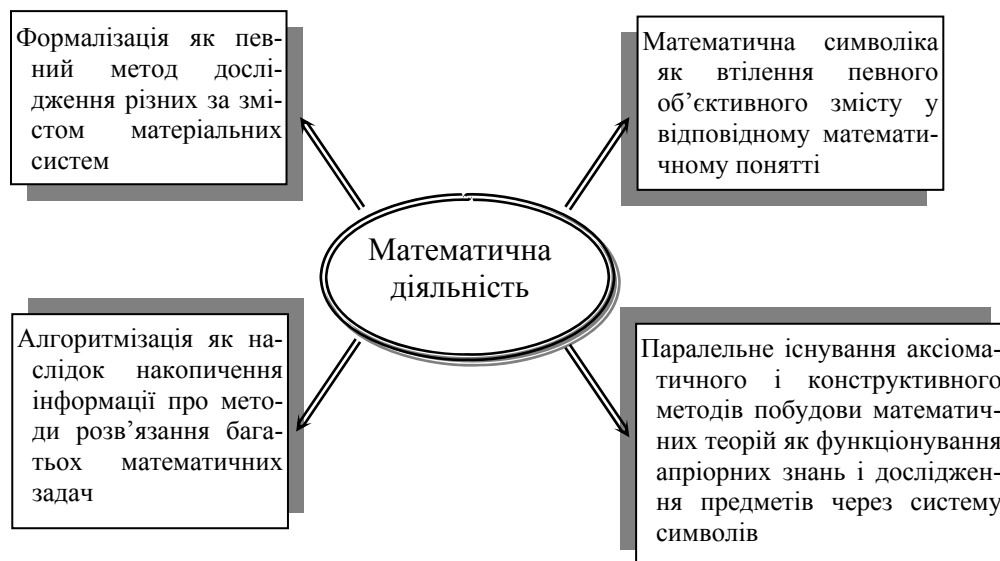 Формалізація як пев-
ний метод дослі-
дження різних за змі-
стом матеріальних
систем
Математична символіка
як втілення певного
об’єктивного змісту у
відповідному математи-
чному понятті
Математична
діяльність
Алгоритмізація як на-
слідок накопичення
інформації про мето-
ди розв’язання бага-
тьох математичних
задач
Паралельне існування аксіома-
тичного і конструктивного
методів побудови математич-
них теорій як функціонування
апріорних знань і досліджен-
ня предметів через систему
символів